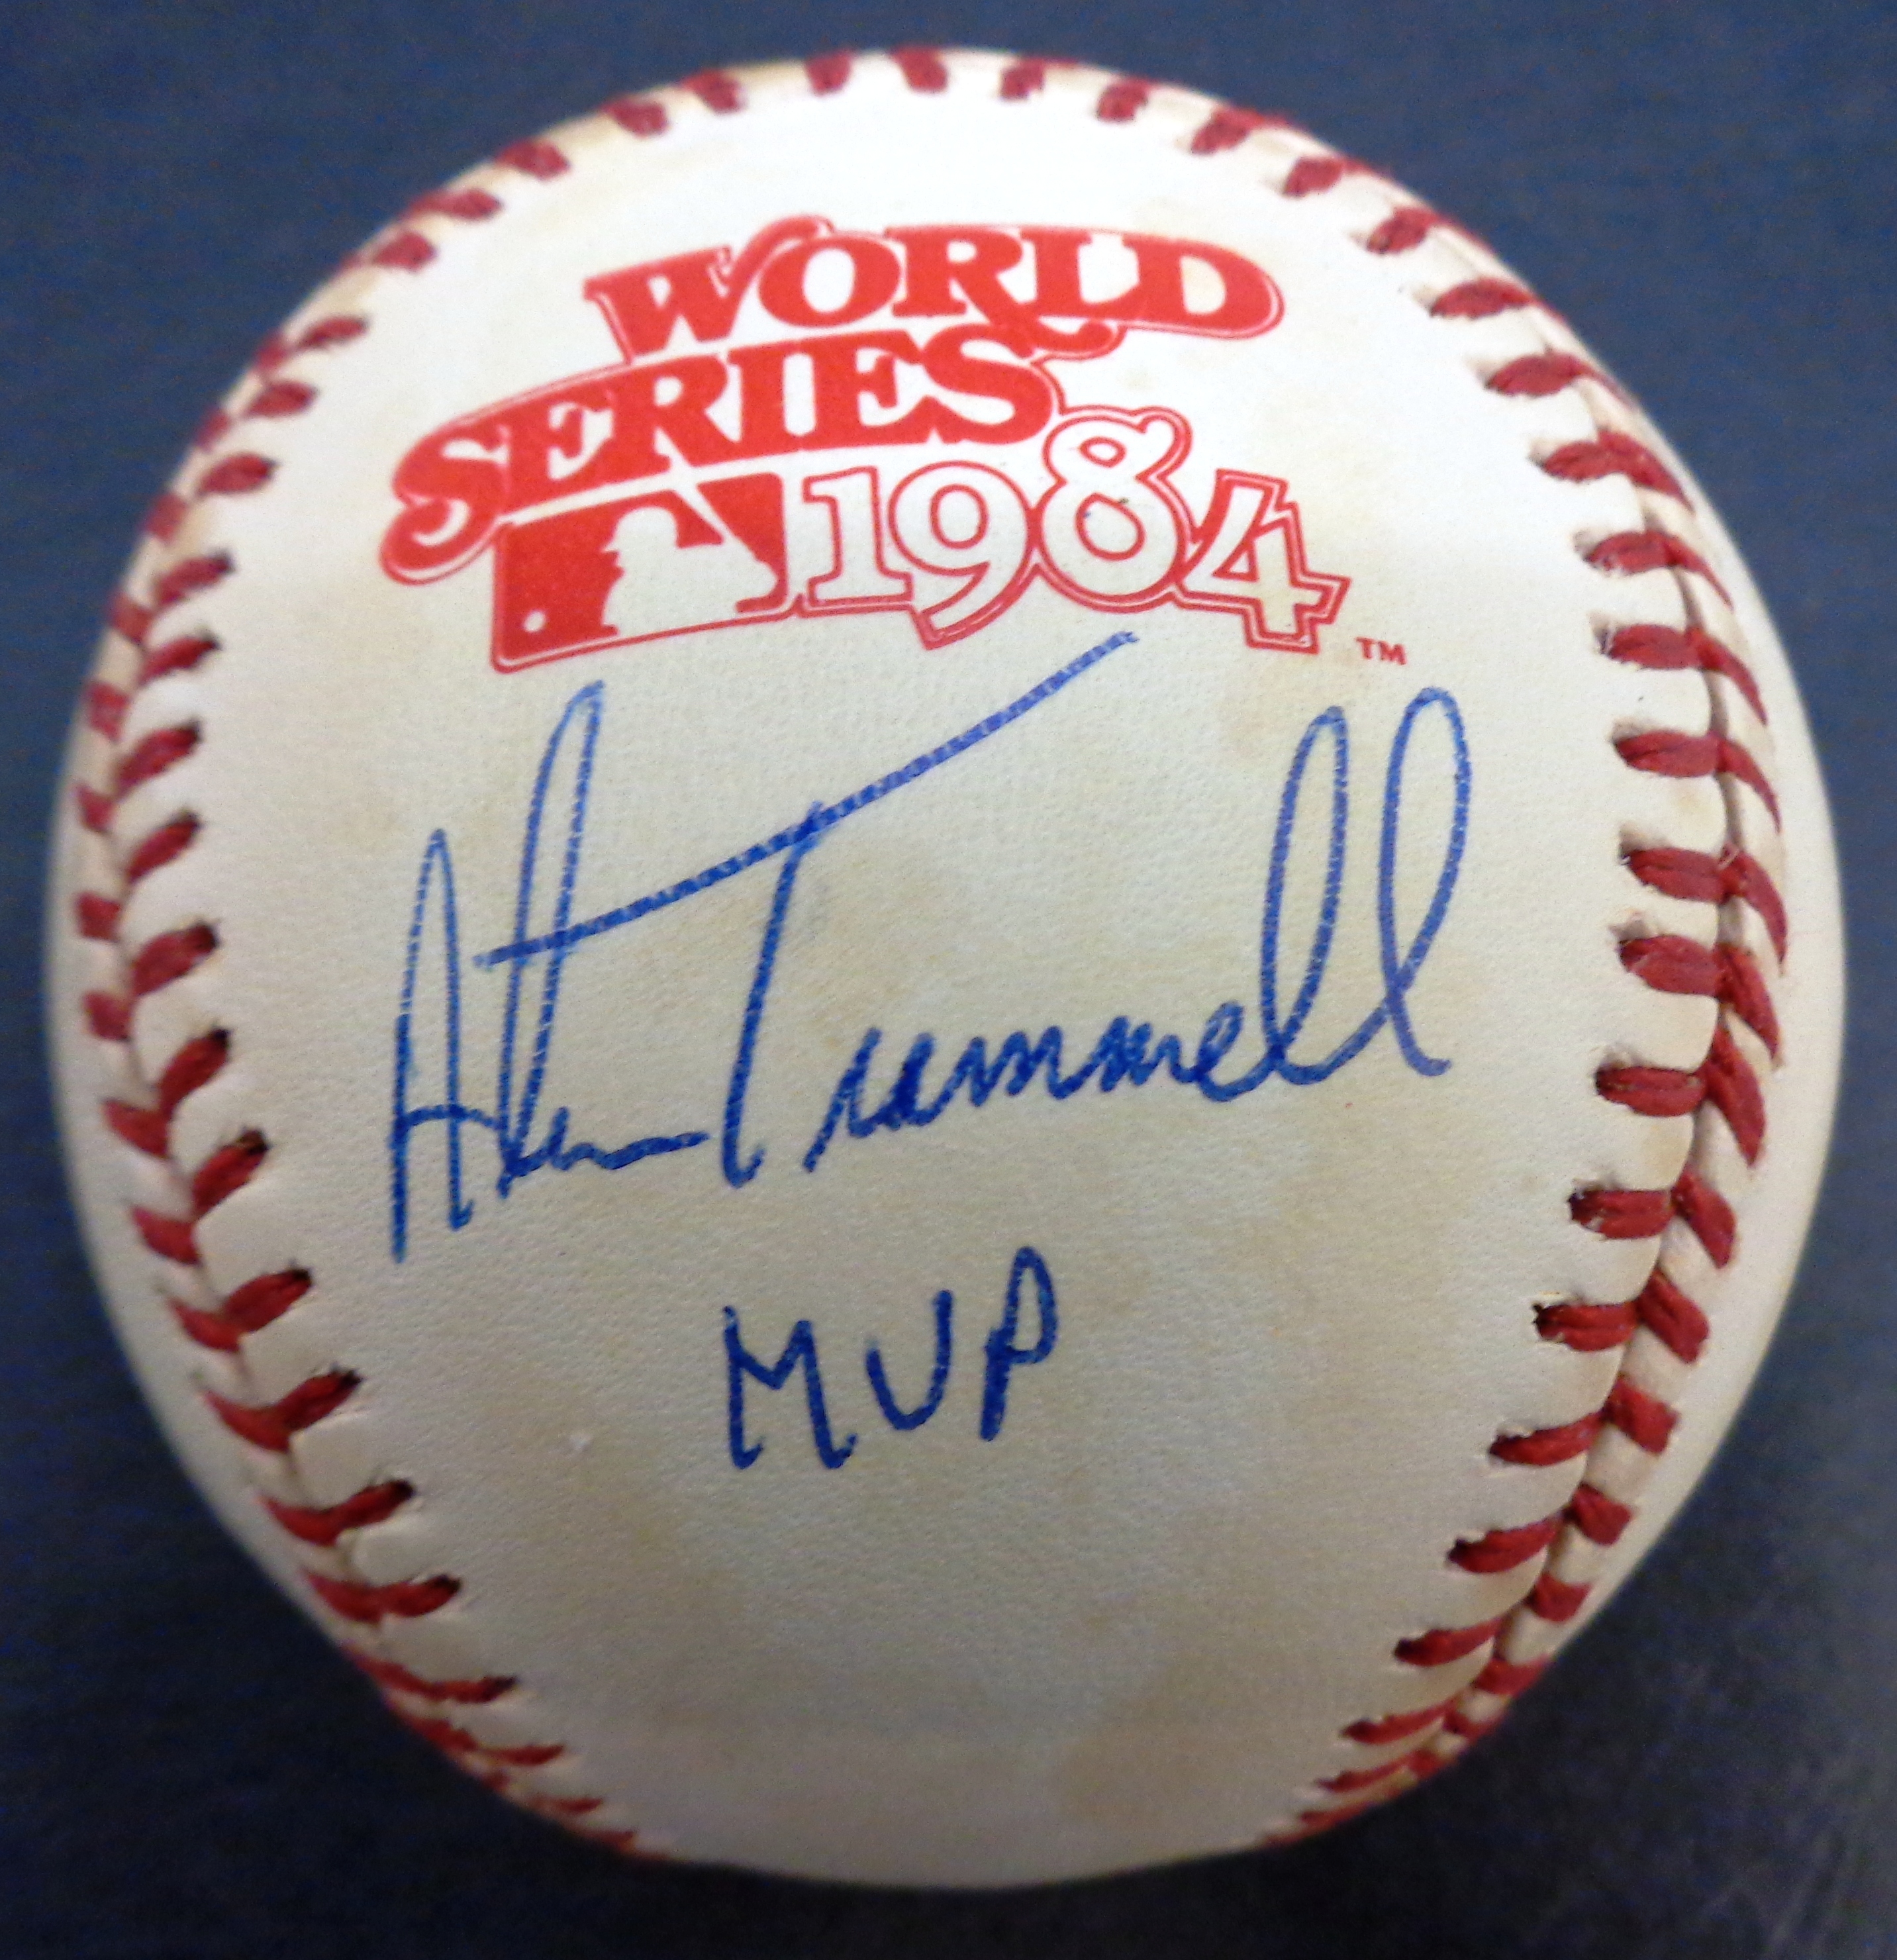 WORLD
SERIES
1984 TM
Alan Trammell
MVP